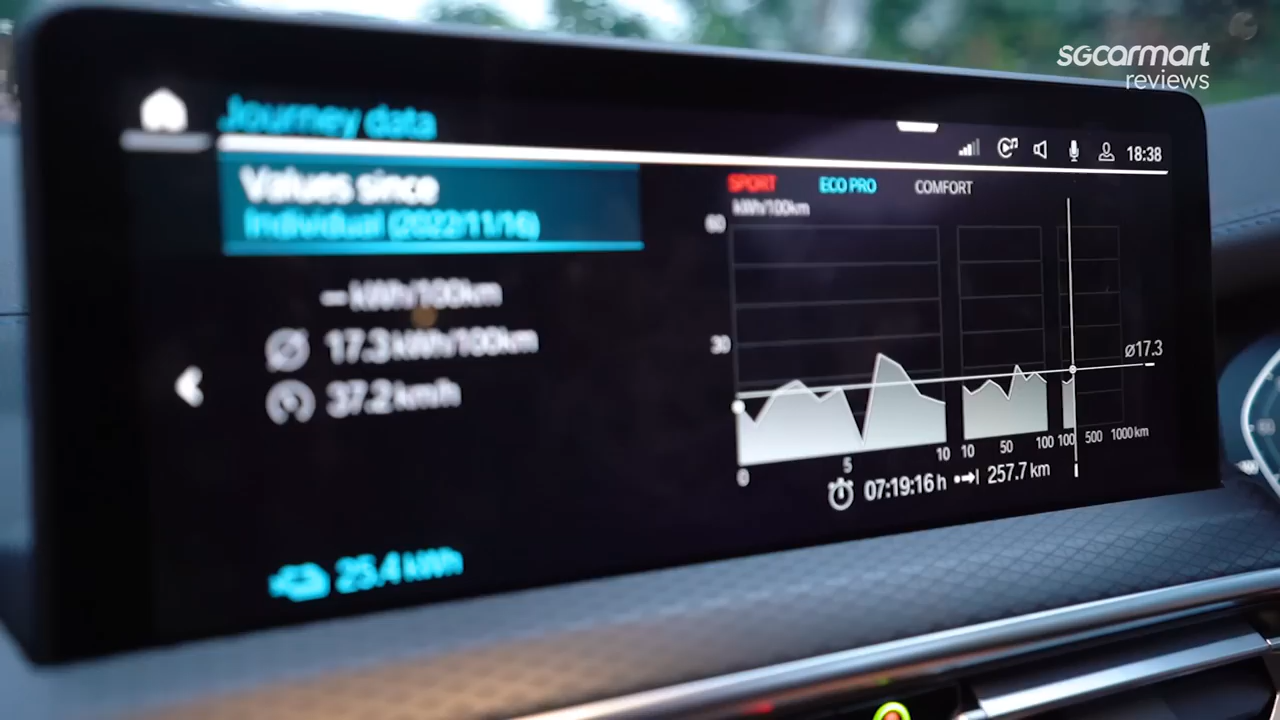 sgcarmart
reviews
Journey data
18:38
Values since
Individual (2022/11/16)
— kWh/100km
Ø 17.3 kWh/100km
37.2 km/h
25.4 kWh
SPORT ECO PRO COMFORT
kWh/100km
60
30
Ø17.3
0 5 10 10 50 100 100 500 1000 km
07:19:16 h 257.7 km